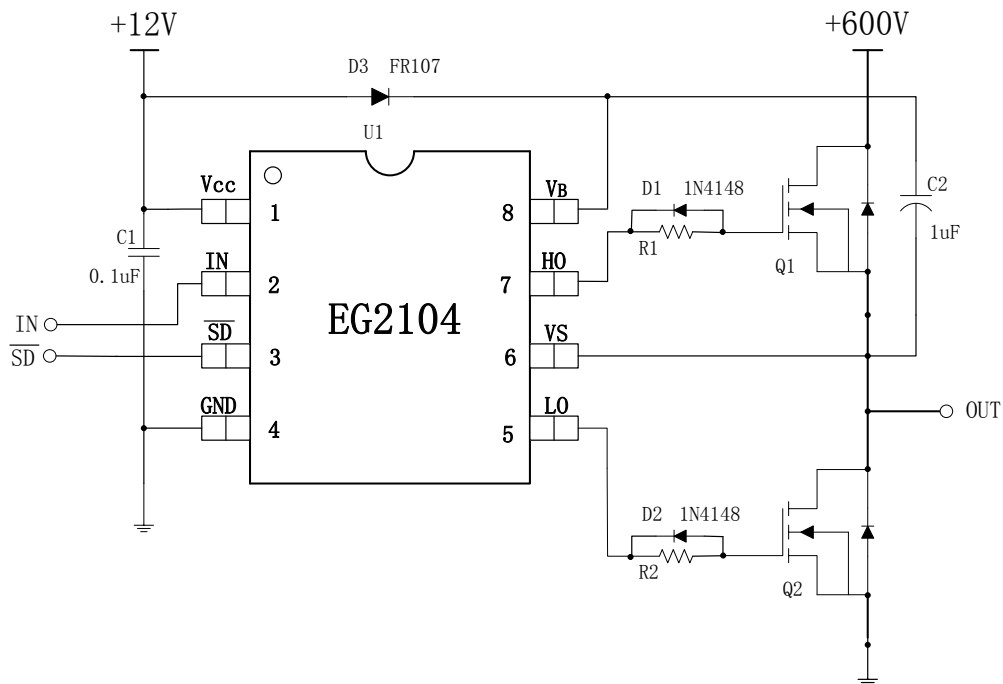 +12V
+600V
D3 FR107
U1
Vcc
1
VB
8
D1 1N4148
C2
1uF
R1
Q1
C1
0.1uF
IN
2
HO
7
EG2104
IN
SD
3
VS
6
SD
GND
4
LO
5
OUT
D2 1N4148
R2
Q2